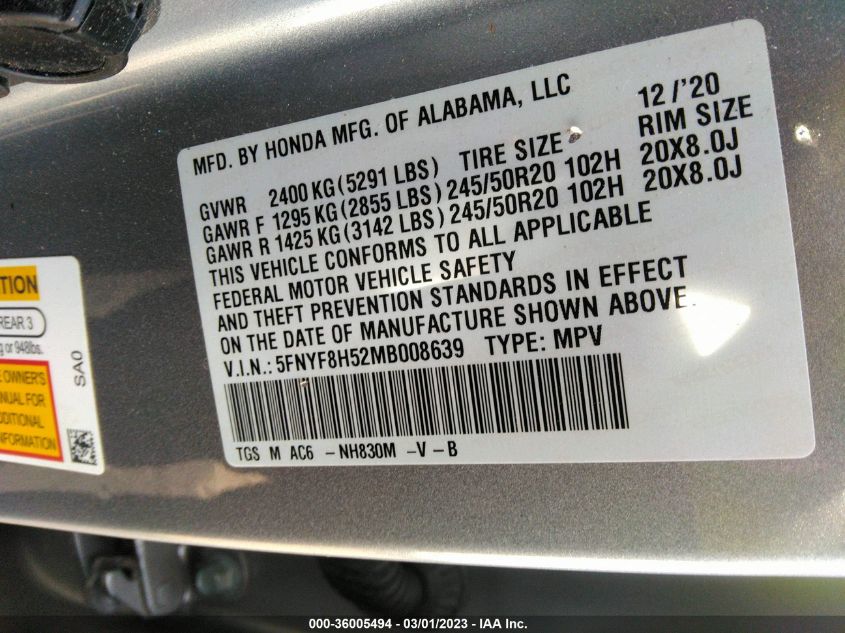 MFD. BY HONDA MFG. OF ALABAMA, LLC 12/'20
GVWR 2400 KG (5291 LBS) TIRE SIZE RIM SIZE
GAWR F 1295 KG (2855 LBS) 245/50R20 102H 20X8.0J
GAWR R 1425 KG (3142 LBS) 245/50R20 102H 20X8.0J
THIS VEHICLE CONFORMS TO ALL APPLICABLE
FEDERAL MOTOR VEHICLE SAFETY
AND THEFT PREVENTION STANDARDS IN EFFECT
ON THE DATE OF MANUFACTURE SHOWN ABOVE.
V.I.N.: 5FNYF8H52MB008639 TYPE: MPV
TGS M AC6 -NH830M -V -B
REAR 3
or 948lbs.
OWNER'S
FOR
SA0
000-36005494 - 03/01/2023 - IAA Inc.